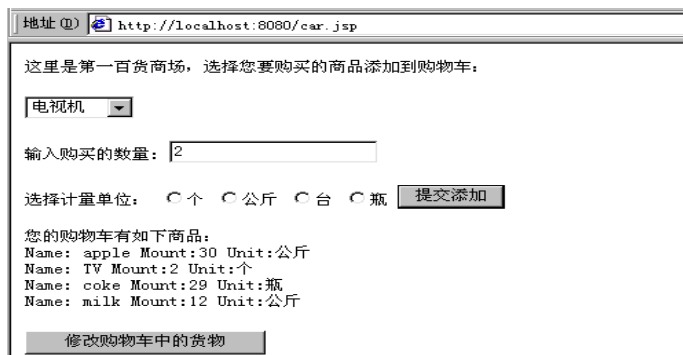 地址(D) http://localhost:8080/car.jsp
这里是第一百货商场，选择您要购买的商品添加到购物车：
电视机
输入购买的数量： 2
选择计量单位： 个 公斤 台 瓶 提交添加
您的购物车有如下商品：
Name: apple Mount:30 Unit:公斤
Name: TV Mount:2 Unit:个
Name: coke Mount:29 Unit:瓶
Name: milk Mount:12 Unit:公斤
修改购物车中的货物